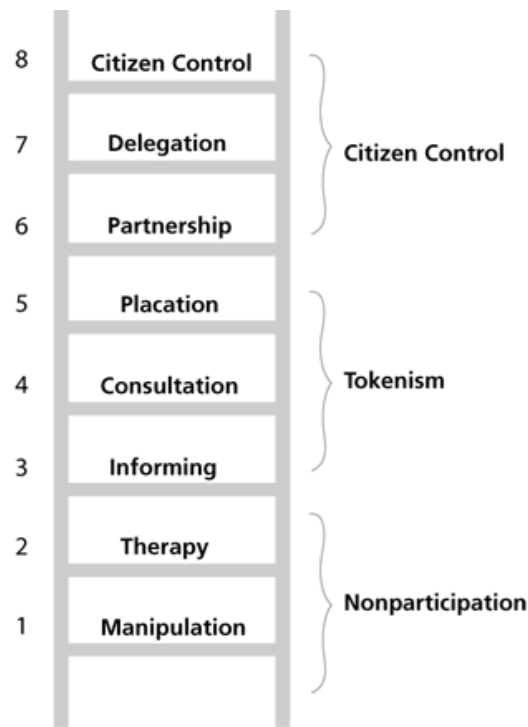 8 Citizen Control
7 Delegation
Citizen Control
6 Partnership
5 Placation
4 Consultation
Tokenism
3 Informing
2 Therapy
Nonparticipation
1 Manipulation